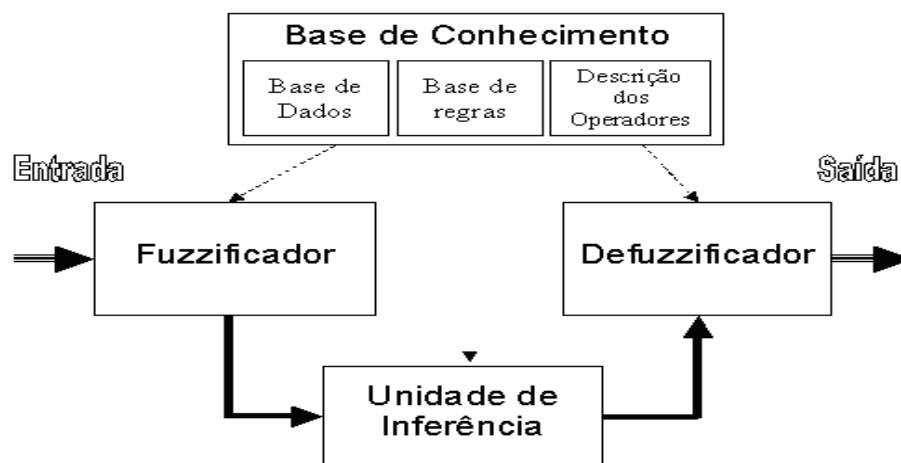 Base de Conhecimento
Base de
Dados
Base de
regras
Descrição
dos
Operadores
Entrada
Saída
Fuzzificador
Defuzzificador
Unidade de
Inferência